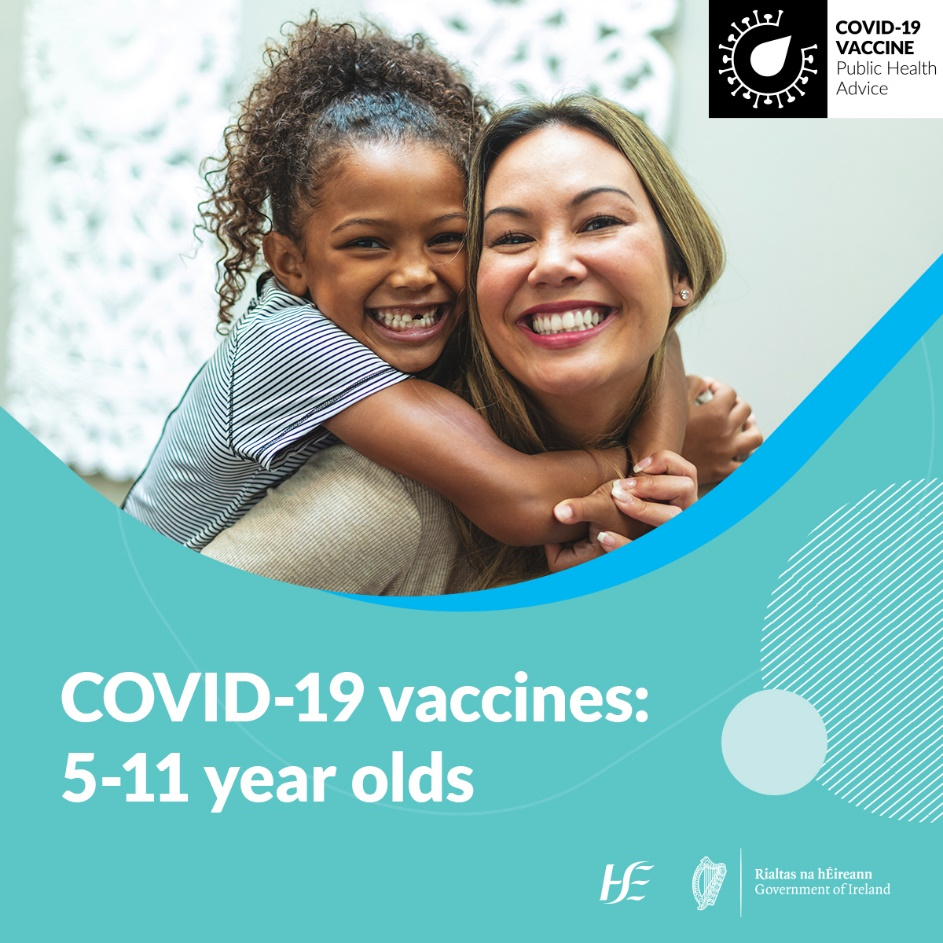 COVID-19
VACCINE
Public Health
Advice
COVID-19 vaccines:
5-11 year olds
HE
Rialtas na hÉireann
Government of Ireland